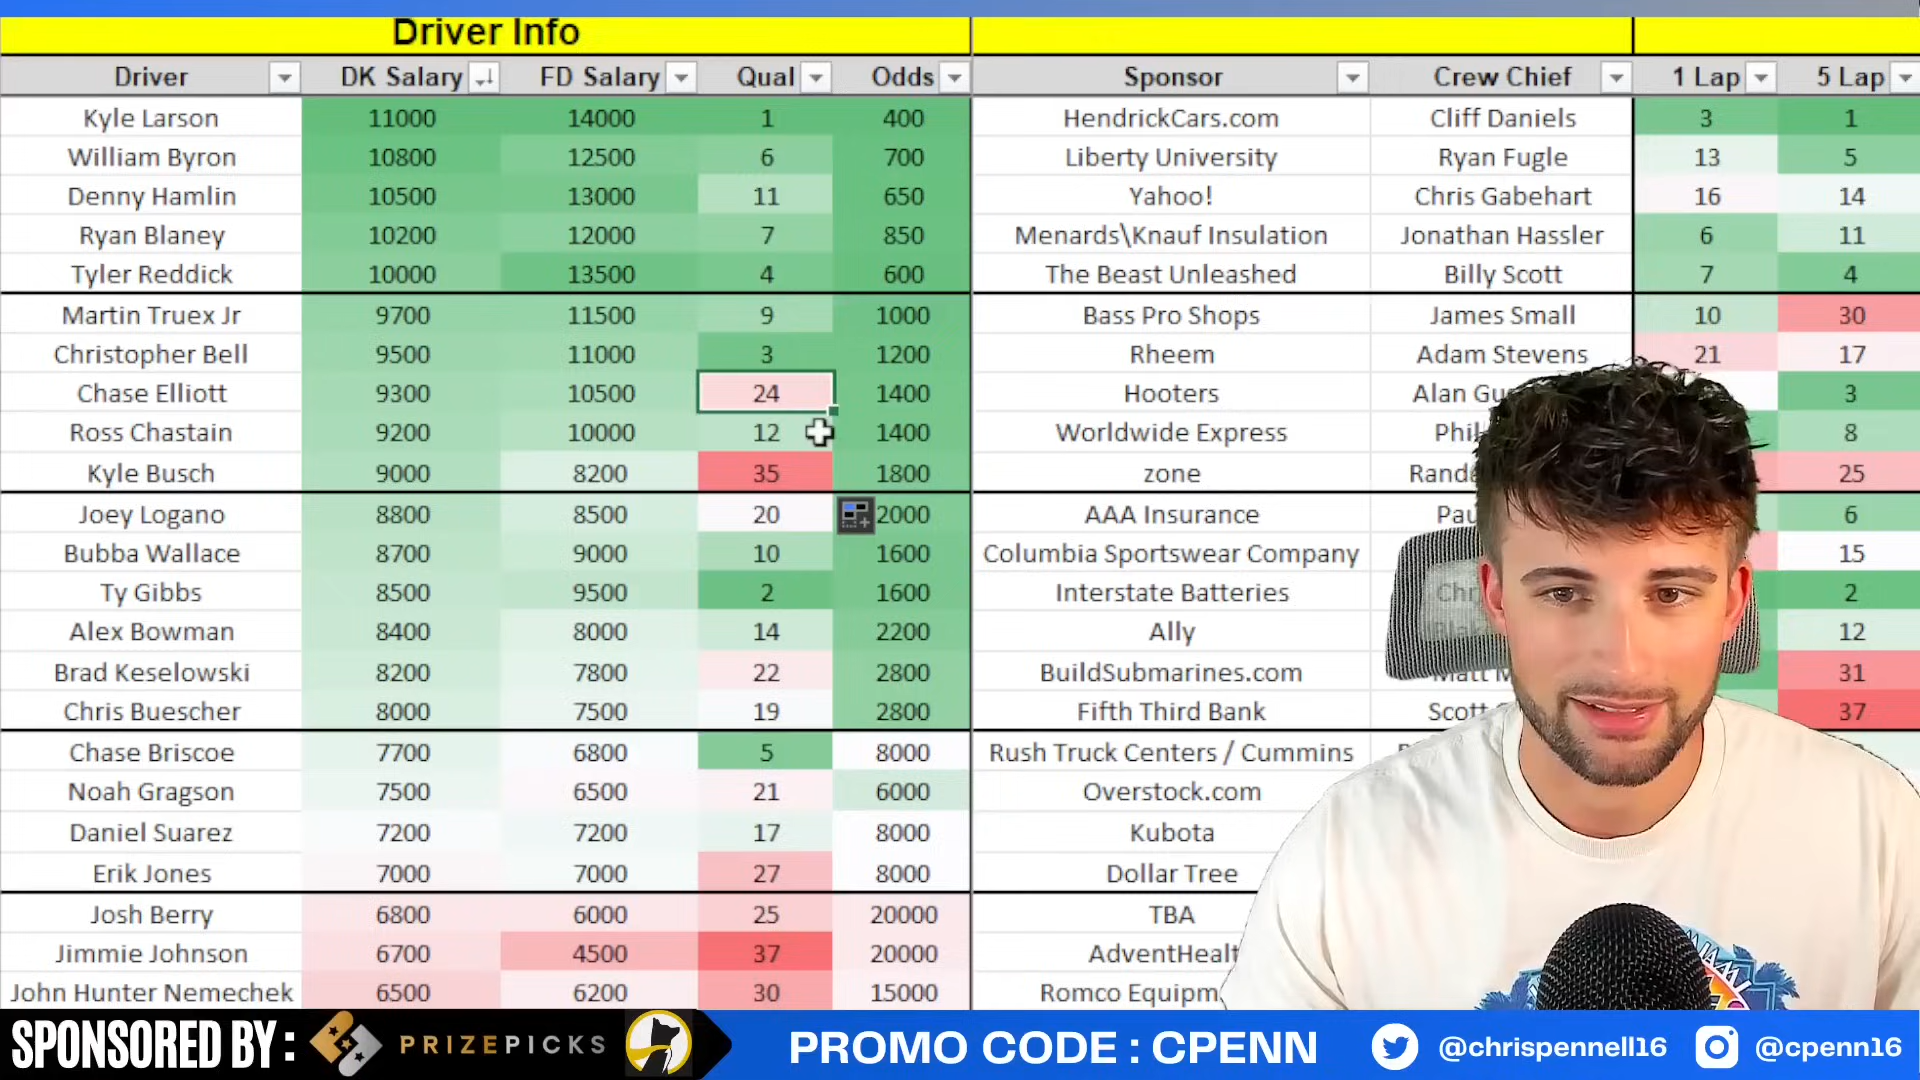 Driver Info
Driver DK Salary FD Salary Qual Odds Sponsor Crew Chief 1 Lap 5 Lap
Kyle Larson 11000 14000 1 400 HendrickCars.com Cliff Daniels 3 1
William Byron 10800 12500 6 700 Liberty University Ryan Fugle 13 5
Denny Hamlin 10500 13000 11 650 Yahoo! Chris Gabehart 16 14
Ryan Blaney 10200 12000 7 850 Menards\Knauf Insulation Jonathan Hassler 6 11
Tyler Reddick 10000 13500 4 600 The Beast Unleashed Billy Scott 7 4
Martin Truex Jr 9700 11500 9 1000 Bass Pro Shops James Small 10 30
Christopher Bell 9500 11000 3 1200 Rheem Adam Stevens 21 17
Chase Elliott 9300 10500 24 1400 Hooters Alan Gu 3
Ross Chastain 9200 10000 12 1400 Worldwide Express Phil 8
Kyle Busch 9000 8200 35 1800 zone Rand 25
Joey Logano 8800 8500 20 2000 AAA Insurance Pau 6
Bubba Wallace 8700 9000 10 1600 Columbia Sportswear Company 15
Ty Gibbs 8500 9500 2 1600 Interstate Batteries Chr 2
Alex Bowman 8400 8000 14 2200 Ally Blak 12
Brad Keselowski 8200 7800 22 2800 BuildSubmarines.com Matt M 31
Chris Buescher 8000 7500 19 2800 Fifth Third Bank Scott 37
Chase Briscoe 7700 6800 5 8000 Rush Truck Centers / Cummins
Noah Gragson 7500 6500 21 6000 Overstock.com
Daniel Suarez 7200 7200 17 8000 Kubota
Erik Jones 7000 7000 27 8000 Dollar Tree
Josh Berry 6800 6000 25 20000 TBA
Jimmie Johnson 6700 4500 37 20000 AdventHealt
John Hunter Nemechek 6500 6200 30 15000 Romco Equipm
SPONSORED BY : PRIZEPICKS PROMO CODE : CPENN @chrispennell16 @cpenn16